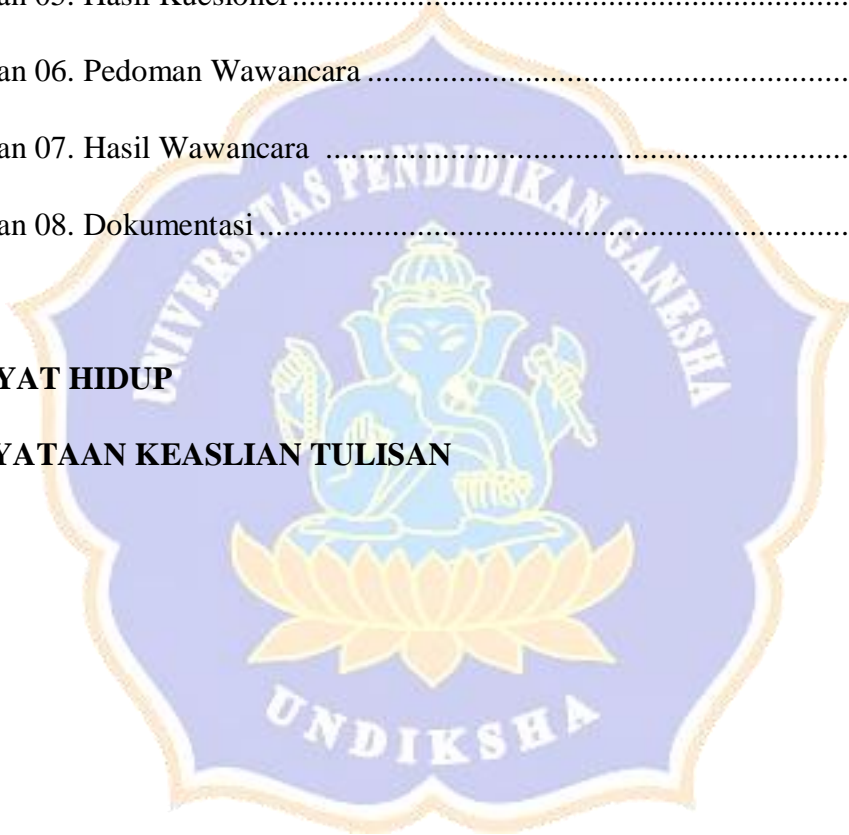 an 05. Hasil Kuesioner................................................................
an 06. Pedoman Wawancara..........................................................
an 07. Hasil Wawancara ...............................................................
an 08. Dokumentasi........................................................................
UNIVERSITAS PENDIDIKAN GANESHA
YAT HIDUP
YATAAN KEASLIAN TULISAN
UNDIKSHA